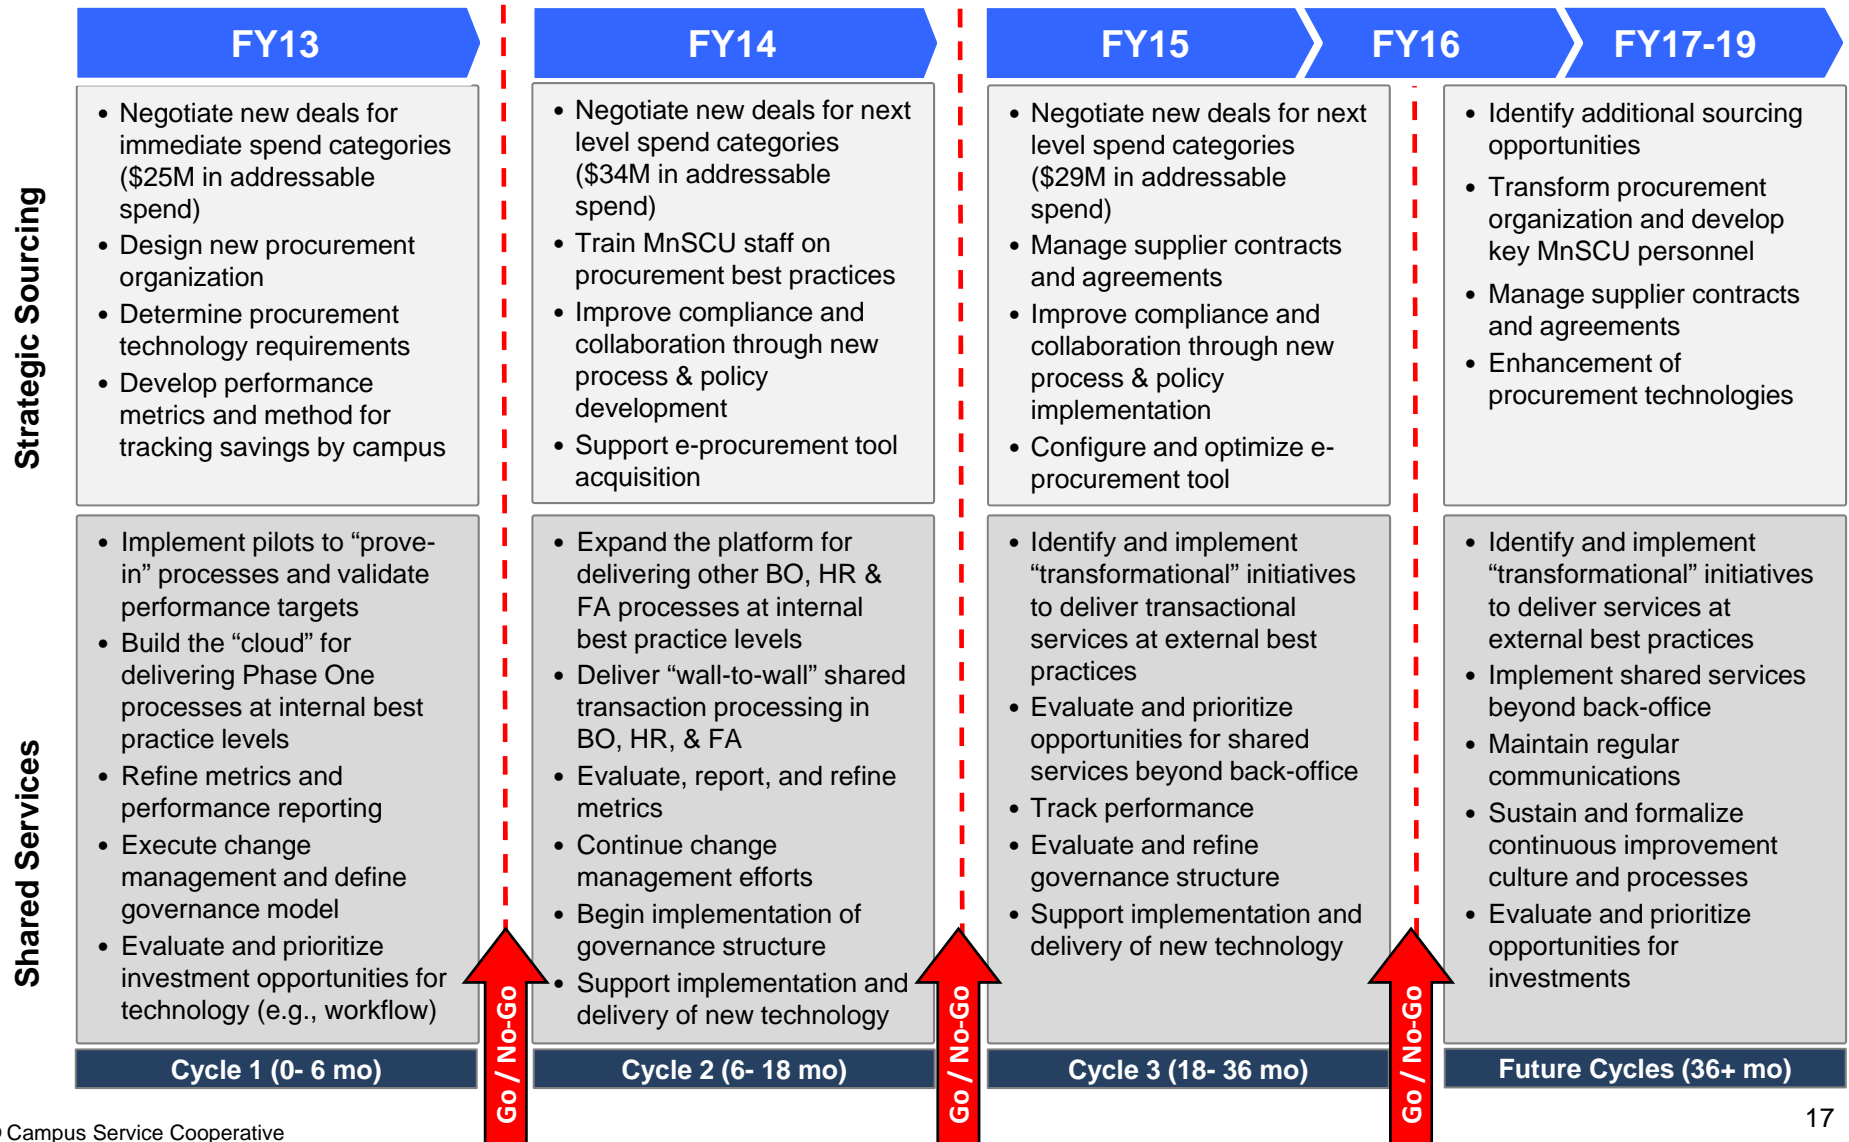 FY13
FY14
FY15
FY16
FY17-19
Strategic Sourcing
• Negotiate new deals for
immediate spend categories
($25M in addressable
spend)
• Design new procurement
organization
• Determine procurement
technology requirements
• Develop performance
metrics and method for
tracking savings by campus
• Negotiate new deals for next
level spend categories
($34M in addressable
spend)
• Train MnSCU staff on
procurement best practices
• Improve compliance and
collaboration through new
process & policy
development
• Support e-procurement tool
acquisition
• Negotiate new deals for next
level spend categories
($29M in addressable
spend)
• Manage supplier contracts
and agreements
• Improve compliance and
collaboration through new
process & policy
implementation
• Configure and optimize e-
procurement tool
• Identify additional sourcing
opportunities
• Transform procurement
organization and develop
key MnSCU personnel
• Manage supplier contracts
and agreements
• Enhancement of
procurement technologies
Shared Services
• Implement pilots to “prove-
in” processes and validate
performance targets
• Build the “cloud” for
delivering Phase One
processes at internal best
practice levels
• Refine metrics and
performance reporting
• Execute change
management and define
governance model
• Evaluate and prioritize
investment opportunities for
technology (e.g., workflow)
• Expand the platform for
delivering other BO, HR &
FA processes at internal
best practice levels
• Deliver “wall-to-wall” shared
transaction processing in
BO, HR, & FA
• Evaluate, report, and refine
metrics
• Continue change
management efforts
• Begin implementation of
governance structure
• Support implementation and
delivery of new technology
• Identify and implement
“transformational” initiatives
to deliver transactional
services at external best
practices
• Evaluate and prioritize
opportunities for shared
services beyond back-office
• Track performance
• Evaluate and refine
governance structure
• Support implementation and
delivery of new technology
• Identify and implement
“transformational” initiatives
to deliver services at
external best practices
• Implement shared services
beyond back-office
• Maintain regular
communications
• Sustain and formalize
continuous improvement
culture and processes
• Evaluate and prioritize
opportunities for
investments
Go / No-Go
Go / No-Go
Go / No-Go
Cycle 1 (0- 6 mo)
Cycle 2 (6- 18 mo)
Cycle 3 (18- 36 mo)
Future Cycles (36+ mo)
© Campus Service Cooperative
17